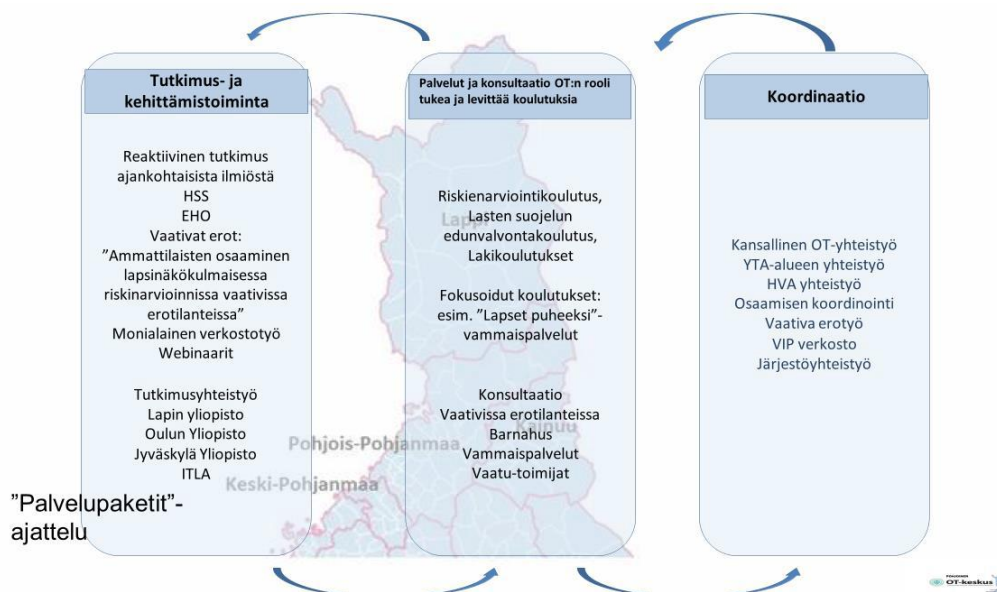 Tutkimus- ja
kehittämistoiminta
Reaktiivinen tutkimus
ajankohtaisista ilmiöstä
HSS
EHO
Vaativat erot:
”Ammattilaisten osaaminen
lapsinäkökulmaisessa
riskinarvioinnissa vaativissa
erotilanteissa”
Monialainen verkostotyö
Webinaarit
Tutkimusyhteistyö
Lapin yliopisto
Oulun Yliopisto
Jyväskylä Yliopisto
ITLA
”Palvelupaketit”-
ajattelu
Palvelut ja konsultaatio OT:n rooli
tukea ja levittää koulutuksia
Riskienarviointikoulutus,
Lasten suojelun
edunvalvontakoulutus,
Lakikoulutukset
Fokusoidut koulutukset:
esim. ”Lapset puheeksi”-
vammaispalvelut
Konsultaatio
Vaativissa erotilanteissa
Barnahus
Vammaispalvelut
Vaatu-toimijat
Koordinaatio
Kansallinen OT-yhteistyö
YTA-alueen yhteistyö
HVA yhteistyö
Osaamisen koordinointi
Vaativa erotyö
VIP verkosto
Järjestöyhteistyö
Lappi
Kainuu
Pohjois-Pohjanmaa
Keski-Pohjanmaa
POHJOINEN
OT-keskus